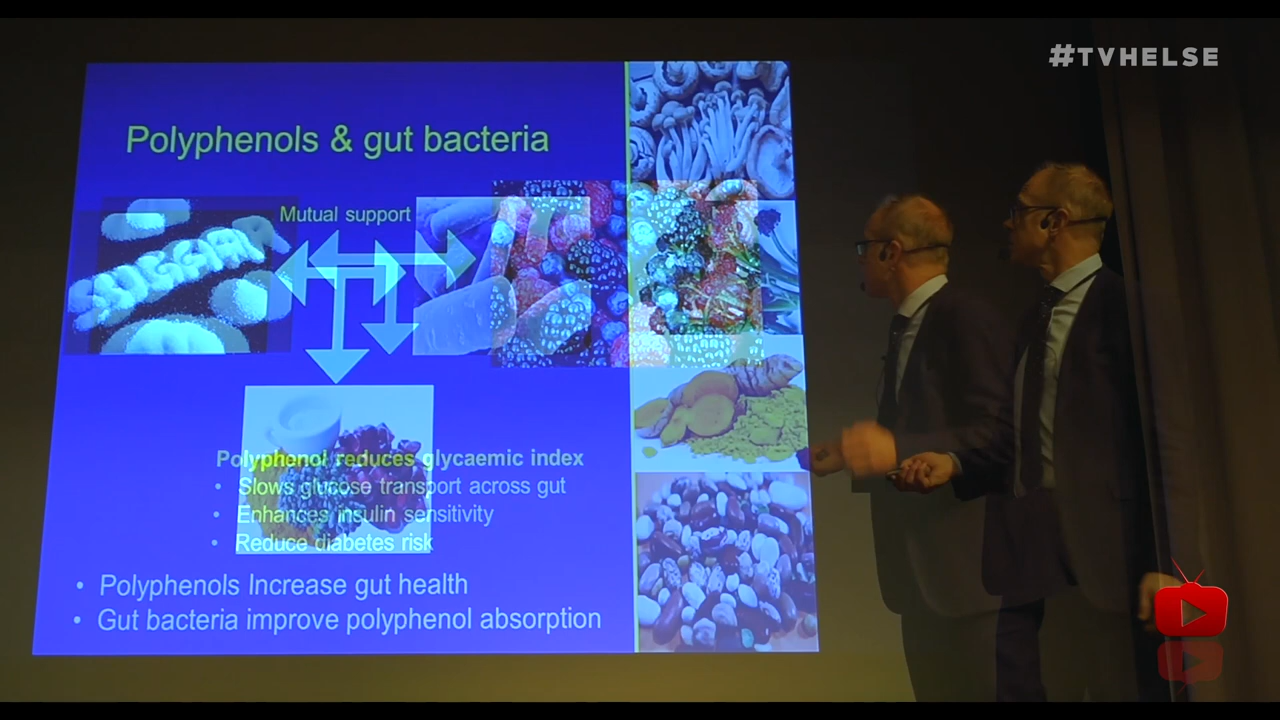 #TVHELSE
Polyphenols & gut bacteria
Mutual support
SUGGAR
Polyphenol reduces glycaemic index
• Slows glucose transport across gut
• Enhances insulin sensitivity
• Reduce diabetes risk
• Polyphenols Increase gut health
• Gut bacteria improve polyphenol absorption